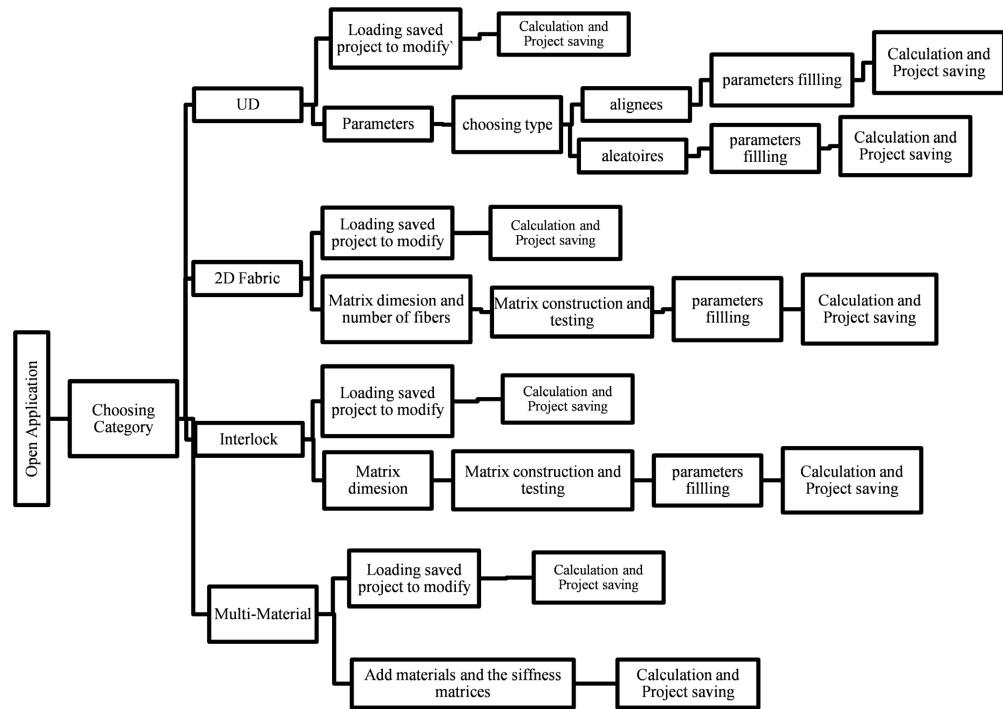 Open Application
Choosing
Category
UD
Loading saved
project to modify`
Calculation and
Project saving
Parameters
choosing type
alignees
parameters fillling
Calculation and
Project saving
aleatoires
parameters
fillling
Calculation and
Project saving
2D Fabric
Loading saved
project to modify
Calculation and
Project saving
Matrix dimesion and
number of fibers
Matrix construction and
testing
parameters
fillling
Calculation and
Project saving
Interlock
Loading saved
project to modify
Calculation and
Project saving
Matrix
dimesion
Matrix construction and
testing
parameters
fillling
Calculation and
Project saving
Multi-Material
Loading saved
project to modify
Calculation and
Project saving
Add materials and the siffness
matrices
Calculation and
Project saving